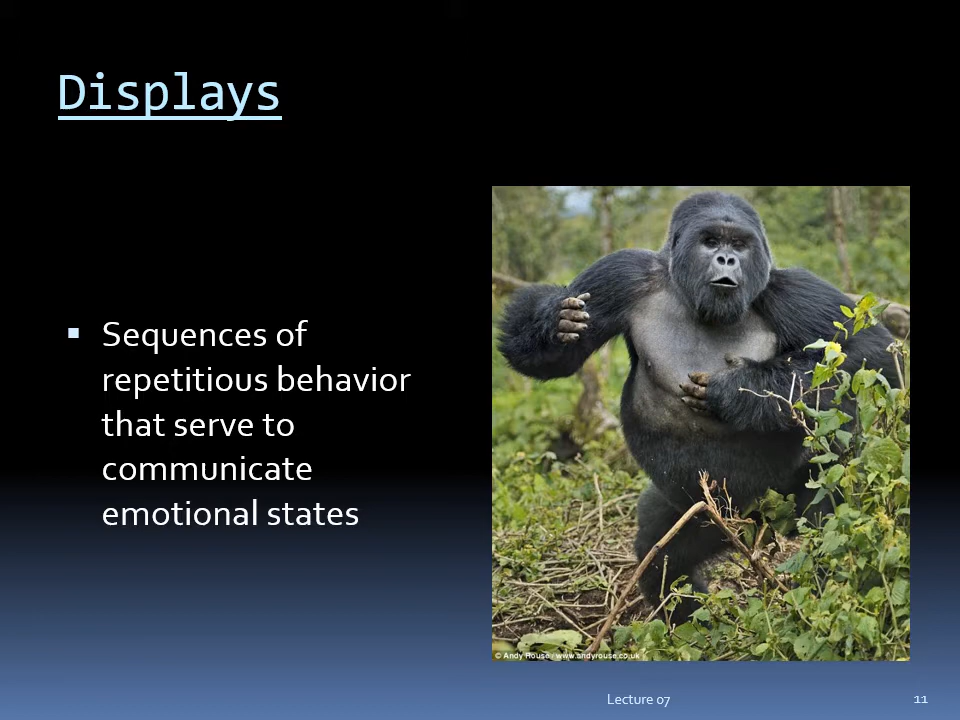 Displays
Sequences of
repetitious behavior
that serve to
communicate
emotional states
© Andy Rouse / www.andyrouse.co.uk
Lecture 07
11